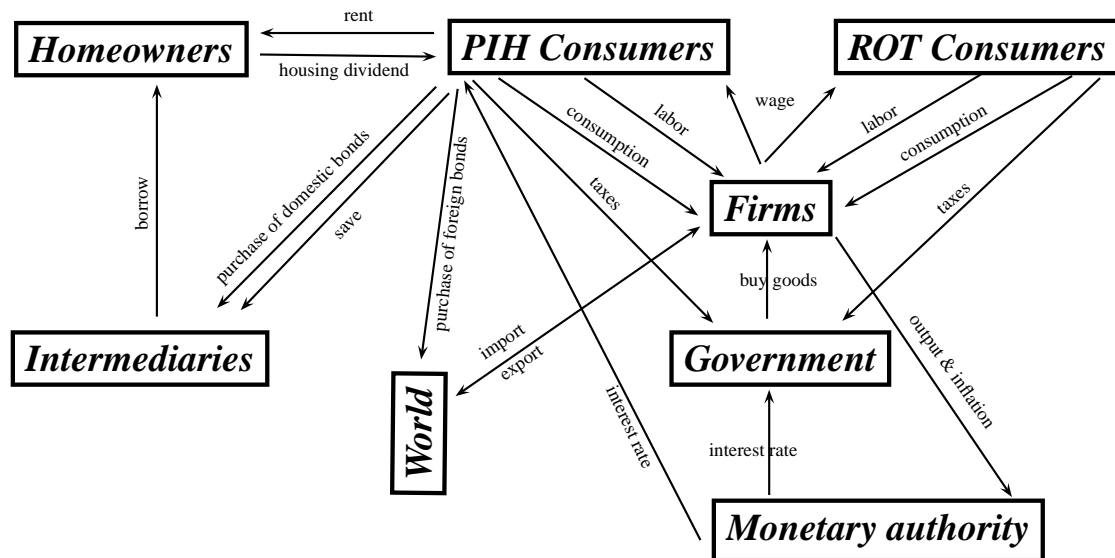 rent
Homeowners
PIH Consumers
ROT Consumers
housing dividend
wage
labor
labor
consumption
consumption
purchase of domestic bonds
save
borrow
taxes
taxes
Firms
purchase of foreign bonds
buy goods
import
export
Intermediaries
Government
output & inflation
World
interest rate
interest rate
Monetary authority